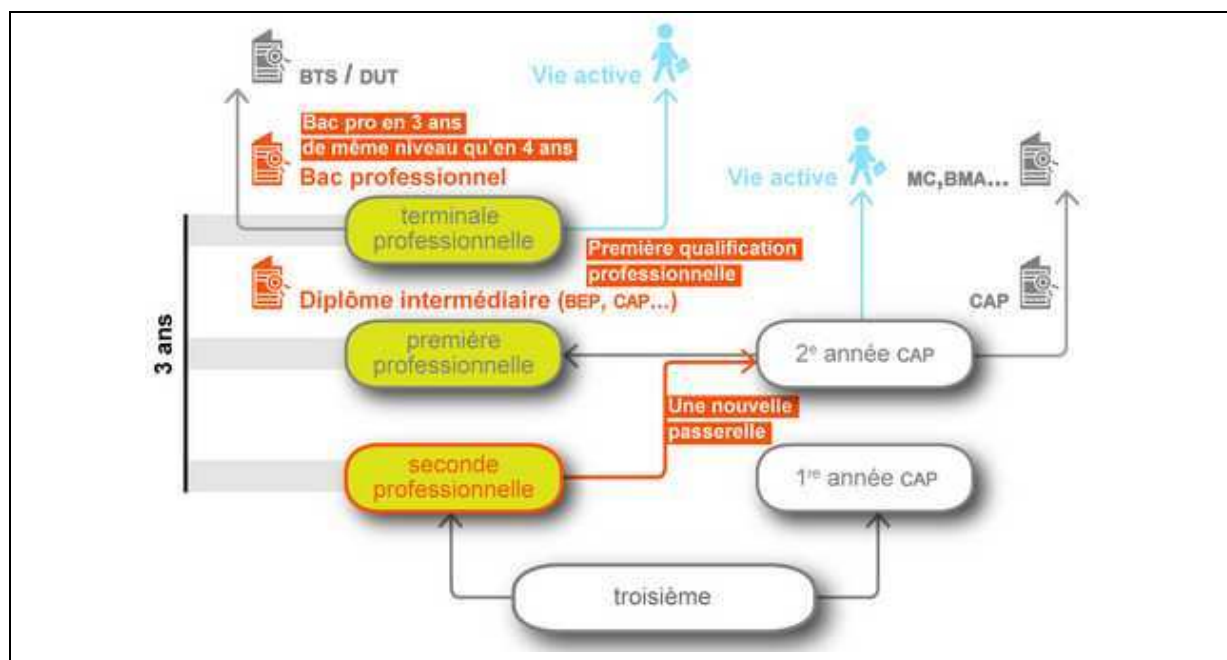 BTS / DUT
Vie active
Bac pro en 3 ans
de même niveau qu'en 4 ans
Bac professionnel
Vie active
MC,BMA...
terminale
professionnelle
Première qualification
professionnelle
Diplôme intermédiaire (BEP, CAP...)
CAP
3 ans
première
professionnelle
2e année CAP
Une nouvelle
passerelle
seconde
professionnelle
1re année CAP
troisième